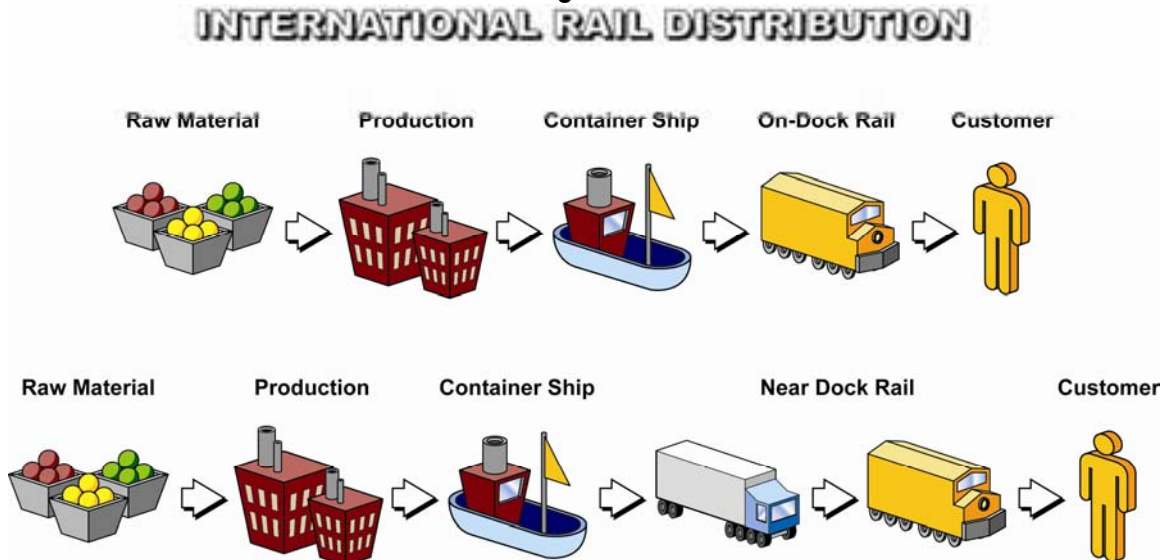 INTERNATIONAL RAIL DISTRIBUTION
Raw Material Production Container Ship On-Dock Rail Customer
Raw Material Production Container Ship Near Dock Rail Customer